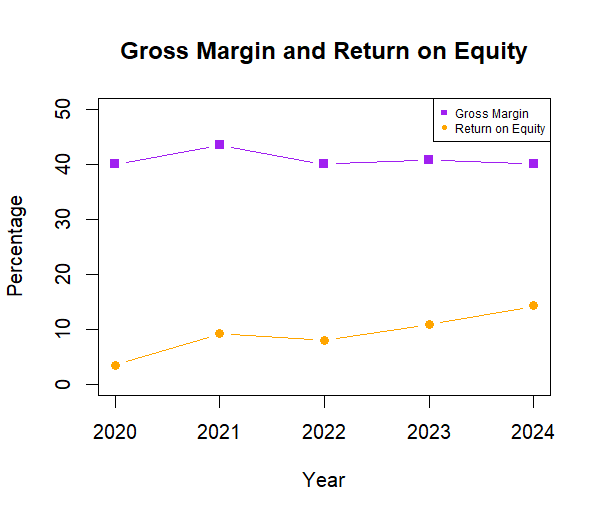 Gross Margin and Return on Equity
Gross Margin
Return on Equity
Percentage
50
40
30
20
10
0
2020 2021 2022 2023 2024
Year